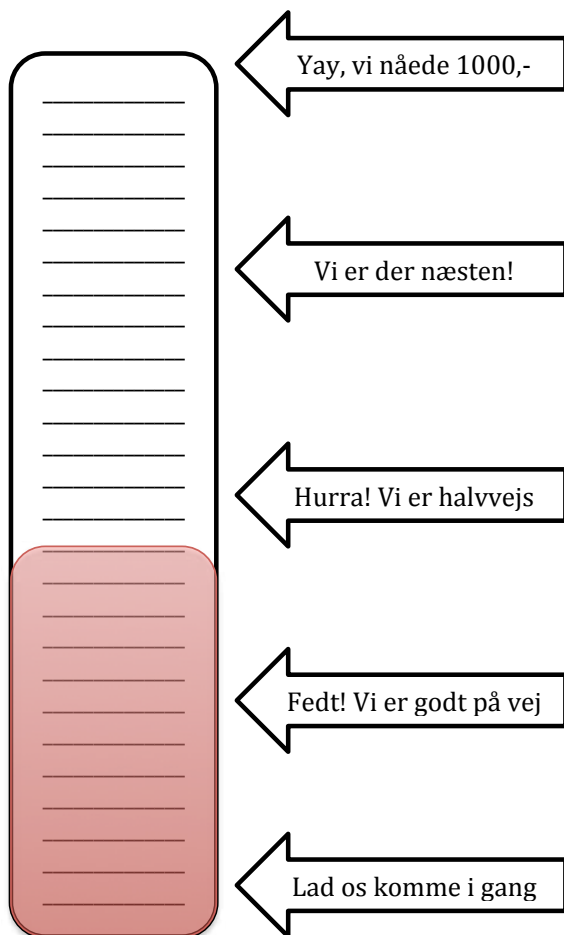 Yay, vi nåede 1000,-
Vi er der næsten!
Hurra! Vi er halvvejs
Fedt! Vi er godt på vej
Lad os komme i gang